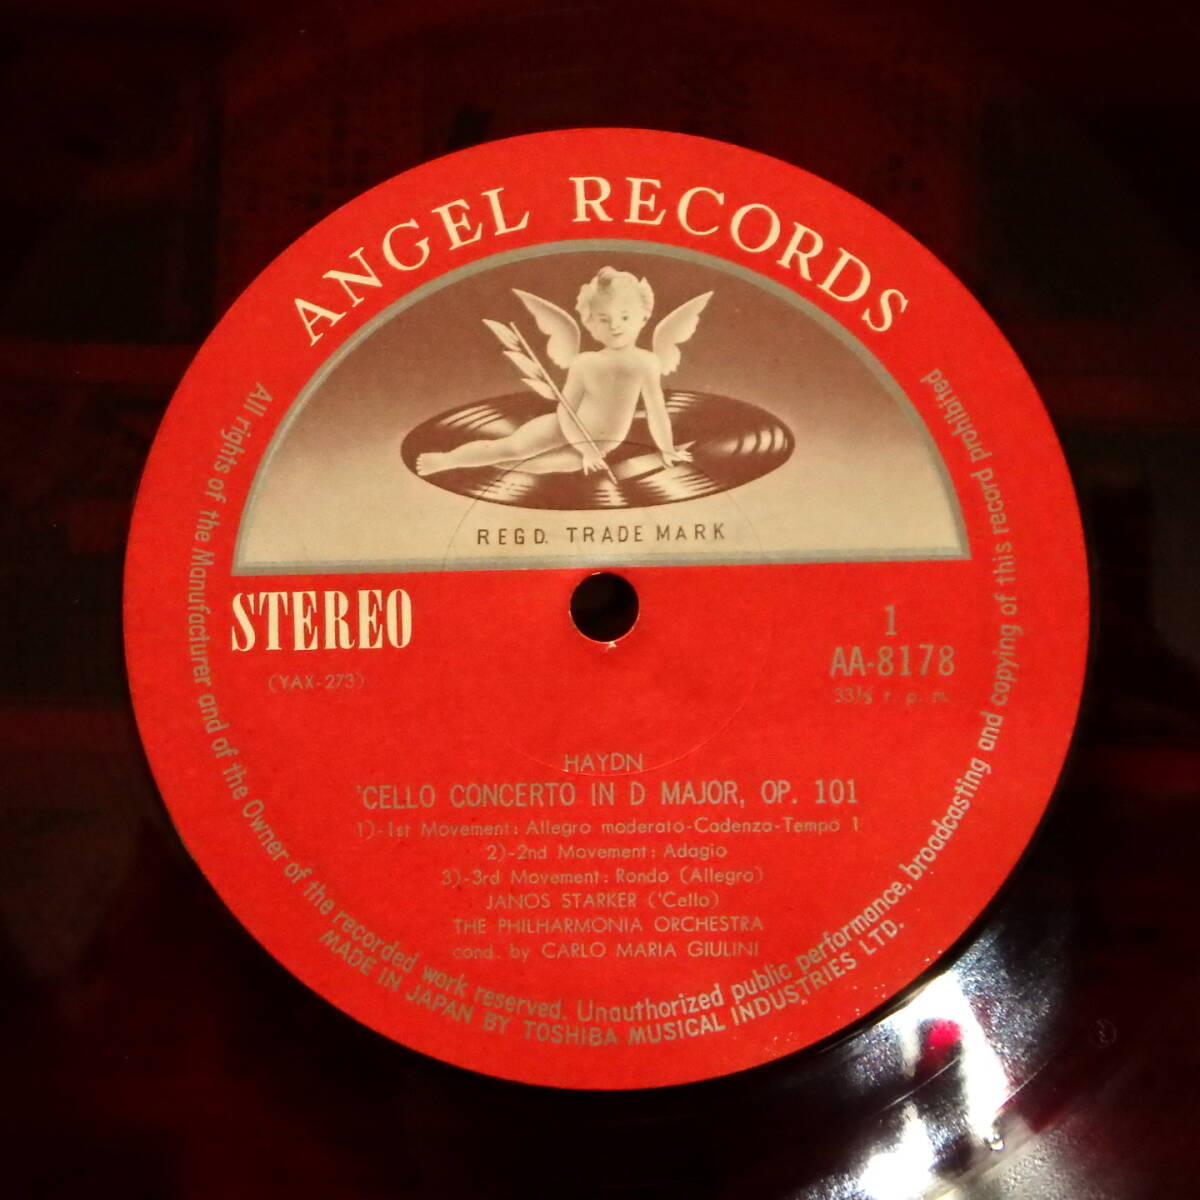 ANGEL RECORDS
REGD. TRADE MARK
STEREO
(YAX-273)
1
AA-8178
33⅓ r. p. m.
HAYDN
'CELLO CONCERTO IN D MAJOR, OP. 101
1)-1st Movement: Allegro moderato-Cadenza-Tempo 1
2)-2nd Movement: Adagio
3)-3rd Movement: Rondo (Allegro)
JANOS STARKER ('Cello)
THE PHILHARMONIA ORCHESTRA
cond. by CARLO MARIA GIULINI
All rights of the Manufacturer and of the Owner of the recorded work reserved. Unauthorized public performance, broadcasting and copying of this record prohibited
MADE IN JAPAN BY TOSHIBA MUSICAL INDUSTRIES LTD.